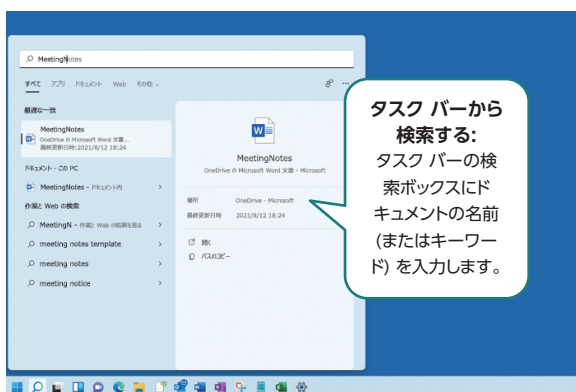 MeetingNotes
すべて アプリ ドキュメント Web その他
最適な一致
MeetingNotes
OneDrive の Microsoft Word 文書...
最終更新日時:2021/8/12 18:24
ドキュメント - この PC
MeetingNotes - ドキュメント内
作業と Web の検索
MeetingN - 作業と Web の結果を見る
meeting notes template
meeting notes
meeting notice
MeetingNotes
OneDrive の Microsoft Word 文書 - Microsoft
場所 OneDrive - Microsoft
最終更新日時 2021/8/12 18:24
開く
パスのコピー
タスク バーから
検索する:
タスク バーの検
索ボックスにド
キュメントの名前
(またはキーワー
ド) を入力します。